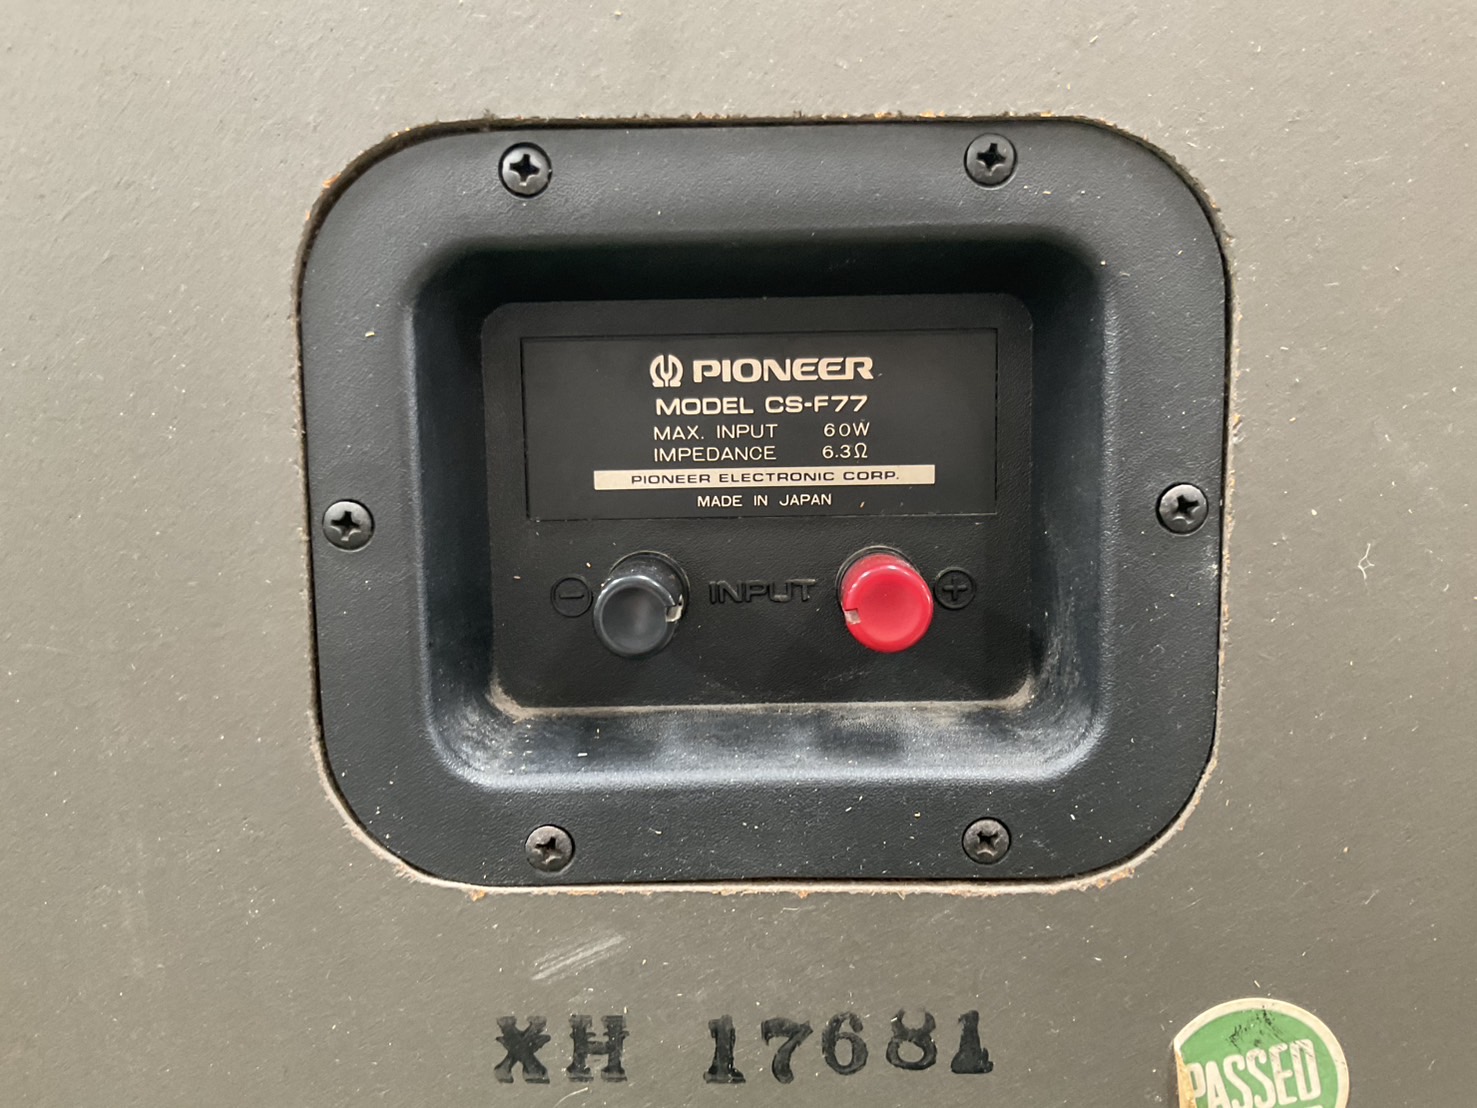 PIONEER
MODEL CS-F77
MAX. INPUT 60W
IMPEDANCE 6.3Ω
PIONEER ELECTRONIC CORP.
MADE IN JAPAN
− INPUT +
XH 17681
PASSED